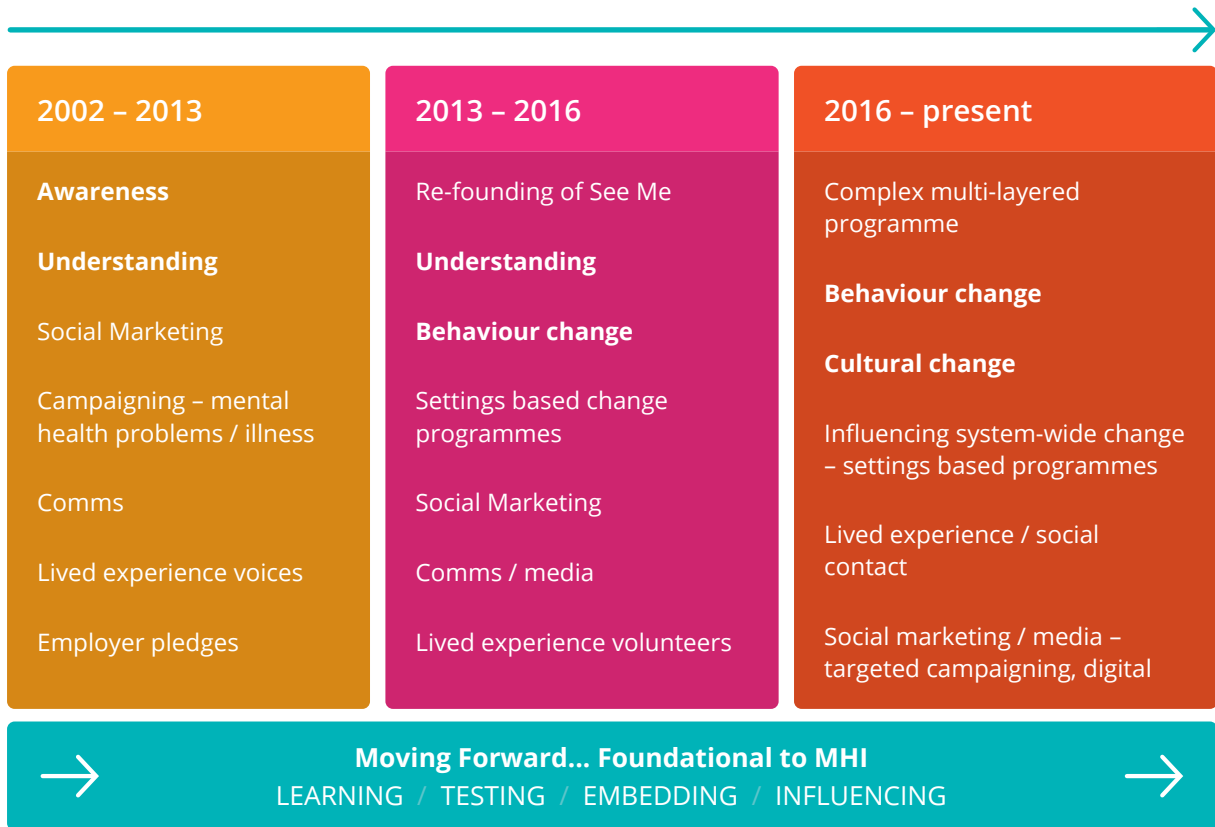 2002 – 2013
Awareness
Understanding
Social Marketing
Campaigning – mental
health problems / illness
Comms
Lived experience voices
Employer pledges
2013 – 2016
Re-founding of See Me
Understanding
Behaviour change
Settings based change
programmes
Social Marketing
Comms / media
Lived experience volunteers
2016 – present
Complex multi-layered
programme
Behaviour change
Cultural change
Influencing system-wide change
– settings based programmes
Lived experience / social
contact
Social marketing / media –
targeted campaigning, digital
Moving Forward... Foundational to MHI
LEARNING / TESTING / EMBEDDING / INFLUENCING